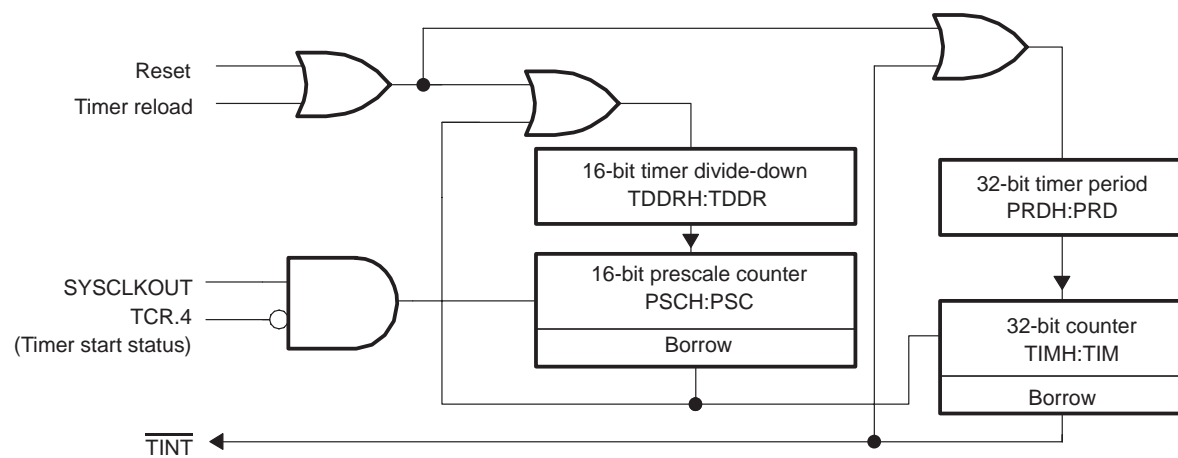 Reset
Timer reload
16-bit timer divide-down
TDDRH:TDDR
32-bit timer period
PRDH:PRD
SYSCLKOUT
TCR.4
(Timer start status)
16-bit prescale counter
PSCH:PSC
Borrow
32-bit counter
TIMH:TIM
Borrow
TINT